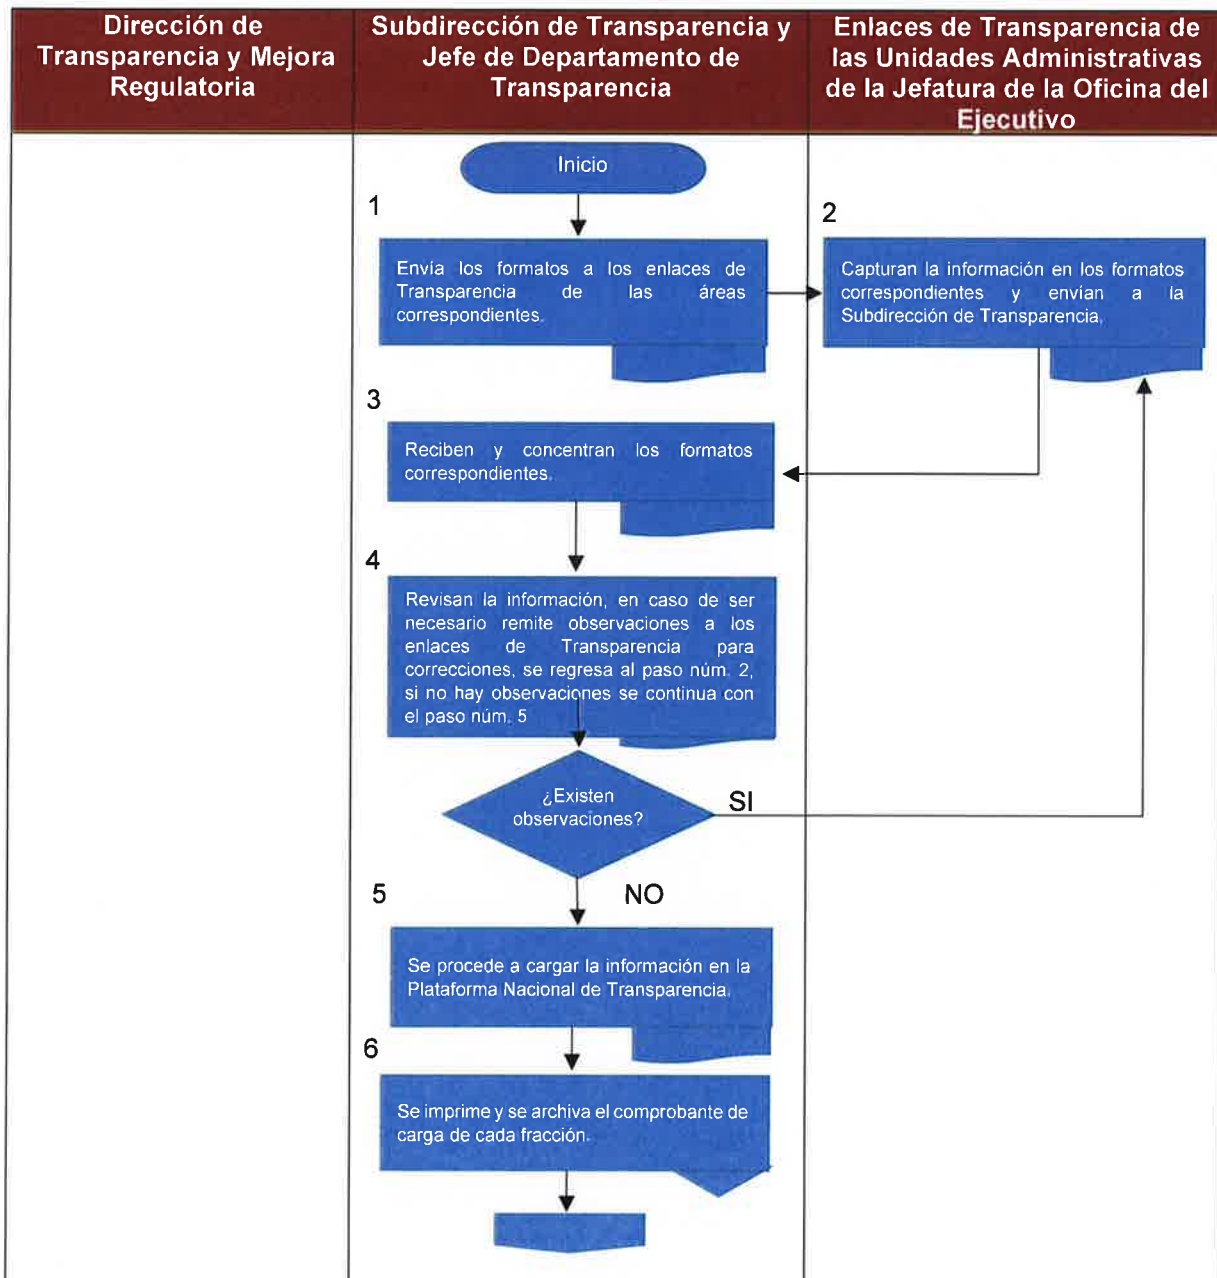 Dirección de
Transparencia y Mejora
Regulatoria
Subdirección de Transparencia y
Jefe de Departamento de
Transparencia
Enlaces de Transparencia de
las Unidades Administrativas
de la Jefatura de la Oficina del
Ejecutivo
Inicio
1
Envía los formatos a los enlaces de
Transparencia de las áreas
correspondientes.
2
Capturan la información en los formatos
correspondientes y envían a la
Subdirección de Transparencia.
3
Reciben y concentran los formatos
correspondientes.
4
Revisan la información, en caso de ser
necesario remite observaciones a los
enlaces de Transparencia para
correcciones, se regresa al paso núm. 2,
si no hay observaciones se continua con
el paso núm. 5
¿Existen
observaciones?
SI
NO
5
Se procede a cargar la información en la
Plataforma Nacional de Transparencia.
6
Se imprime y se archiva el comprobante de
carga de cada fracción.